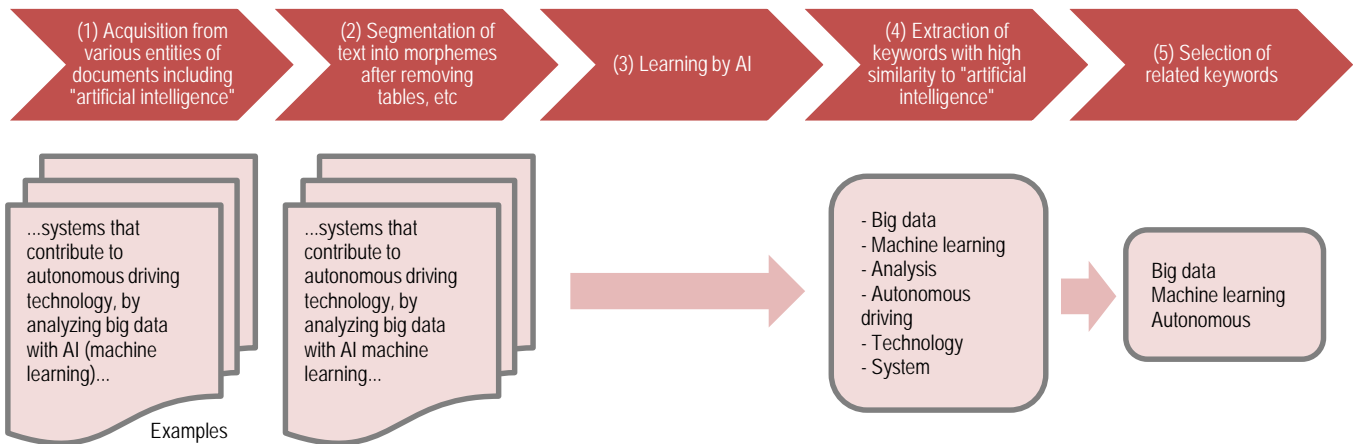 (1) Acquisition from
various entities of
documents including
"artificial intelligence"
(2) Segmentation of
text into morphemes
after removing
tables, etc
(3) Learning by AI
(4) Extraction of
keywords with high
similarity to "artificial
intelligence"
(5) Selection of
related keywords
...systems that
contribute to
autonomous driving
technology, by
analyzing big data
with AI (machine
learning)...
Examples
...systems that
contribute to
autonomous driving
technology, by
analyzing big data
with AI machine
learning...
- Big data
- Machine learning
- Analysis
- Autonomous
driving
- Technology
- System
Big data
Machine learning
Autonomous